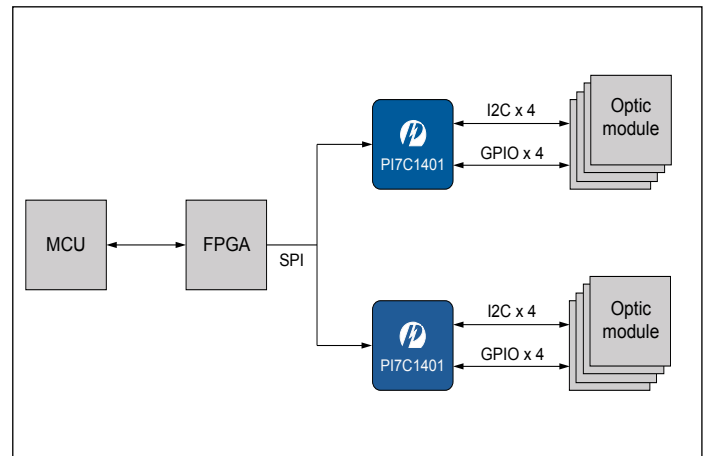 I2C x 4
Optic
module
PI7C1401
GPIO x 4
MCU
FPGA
SPI
I2C x 4
Optic
module
PI7C1401
GPIO x 4